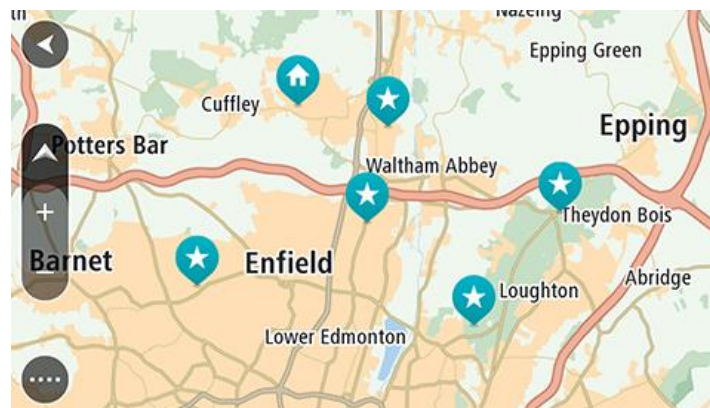 Nazeing
Epping Green
Cuffley
Epping
Potters Bar
Waltham Abbey
Theydon Bois
Barnet
Enfield
Loughton
Abridge
Lower Edmonton